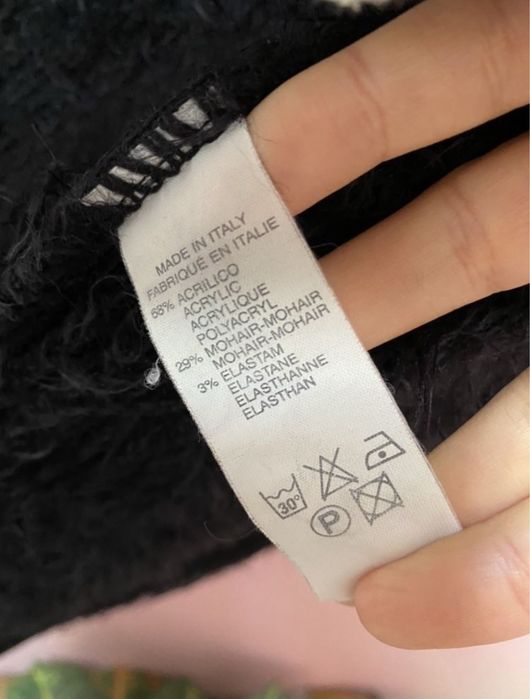 MADE IN ITALY
FABRIQUÉ EN ITALIE
68% ACRILICO
ACRYLIC
ACRYLIQUE
POLYACRYL
29% MOHAIR-MOHAIR
MOHAIR-MOHAIR
3% ELASTAM
ELASTANE
ELASTHANNE
ELASTHAN
30°
P